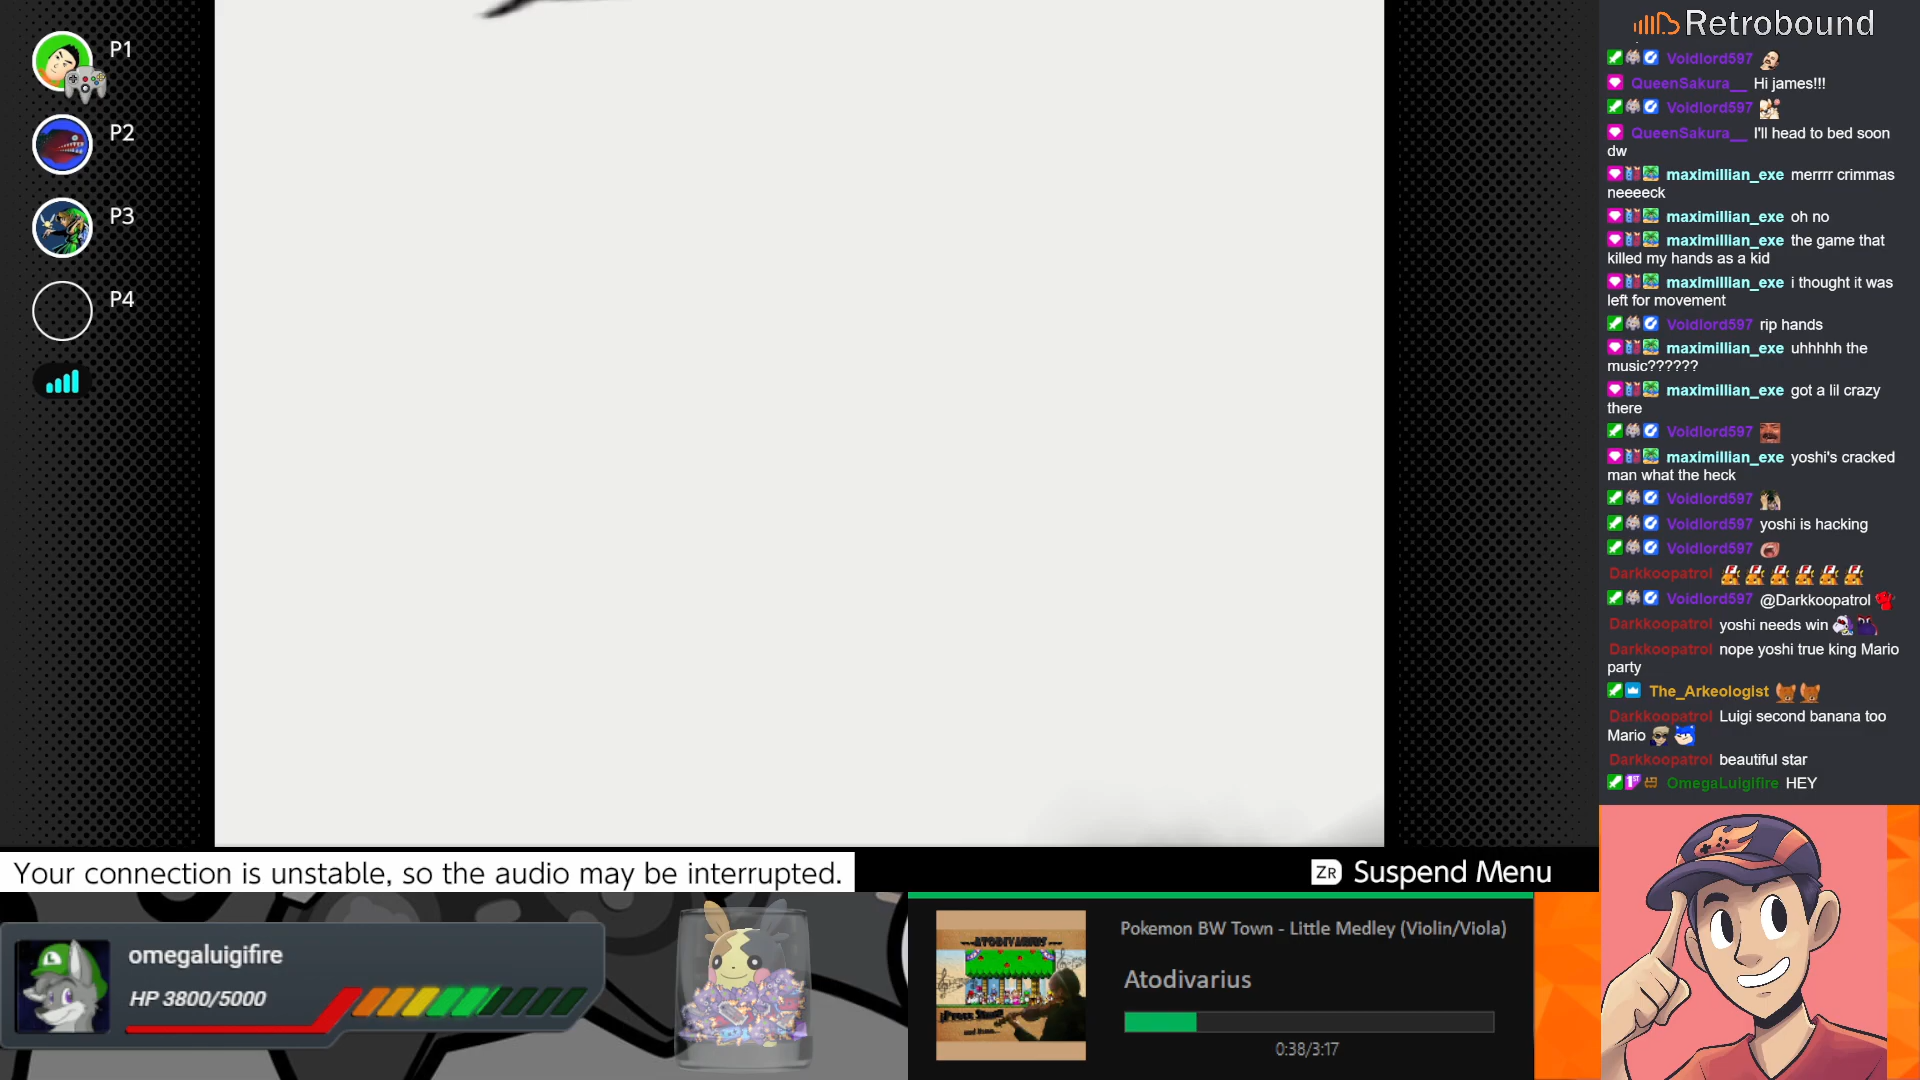 P1
P2
P3
P4
Your connection is unstable, so the audio may be interrupted.
ZR Suspend Menu
omegaluigifire
HP 3800/5000
Pokemon BW Town - Little Medley (Violin/Viola)
Atodivarius
0:38/3:17
Retrobound
Voidlord597
QueenSakura__ Hi james!!!
Voidlord597
QueenSakura__ I'll head to bed soon
dw
maximillian_exe merrrr crimmas
neeeeck
maximillian_exe oh no
maximillian_exe the game that
killed my hands as a kid
maximillian_exe i thought it was
left for movement
Voidlord597 rip hands
maximillian_exe uhhhhh the
music??????
maximillian_exe got a lil crazy
there
Voidlord597
maximillian_exe yoshi's cracked
man what the heck
Voidlord597
Voidlord597 yoshi is hacking
Voidlord597
Darkkoopatrol
Voidlord597 @Darkkoopatrol
Darkkoopatrol yoshi needs win
Darkkoopatrol nope yoshi true king Mario
party
The_Arkeologist
Darkkoopatrol Luigi second banana too
Mario
Darkkoopatrol beautiful star
OmegaLuigifire HEY